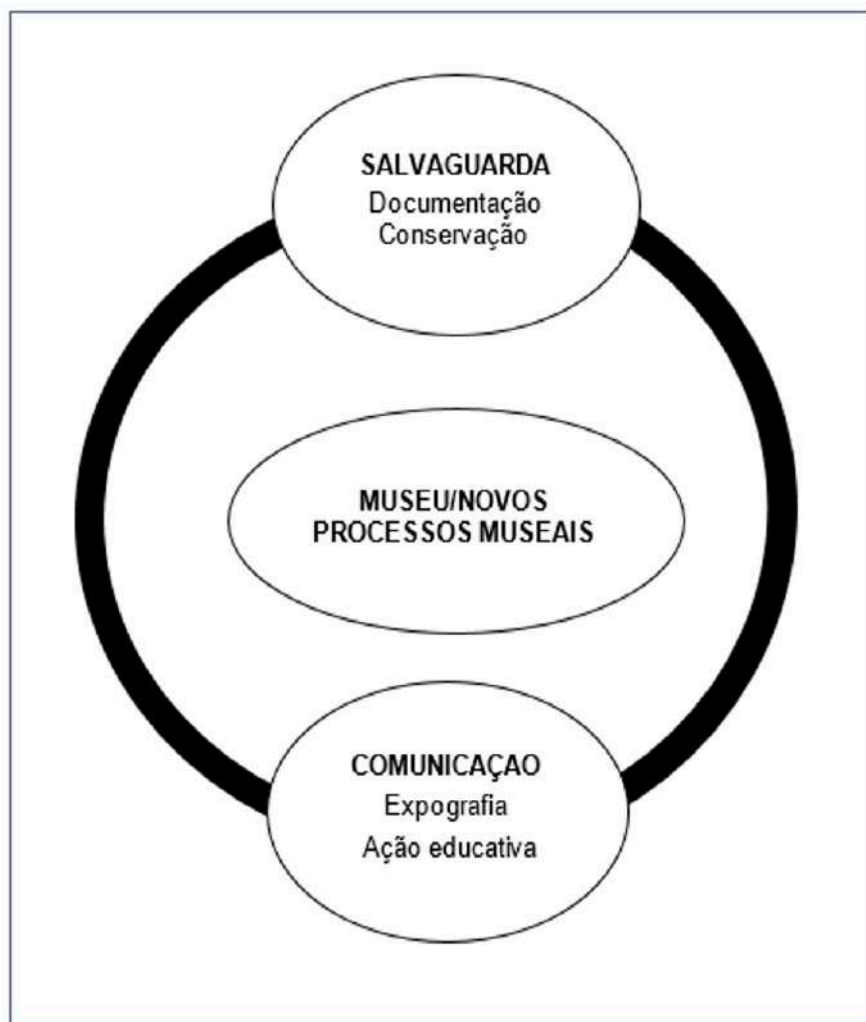 SALVAGUARDA
Documentação
Conservação
MUSEU/NOVOS
PROCESSOS MUSEAIS
COMUNICAÇAO
Expografia
Ação educativa